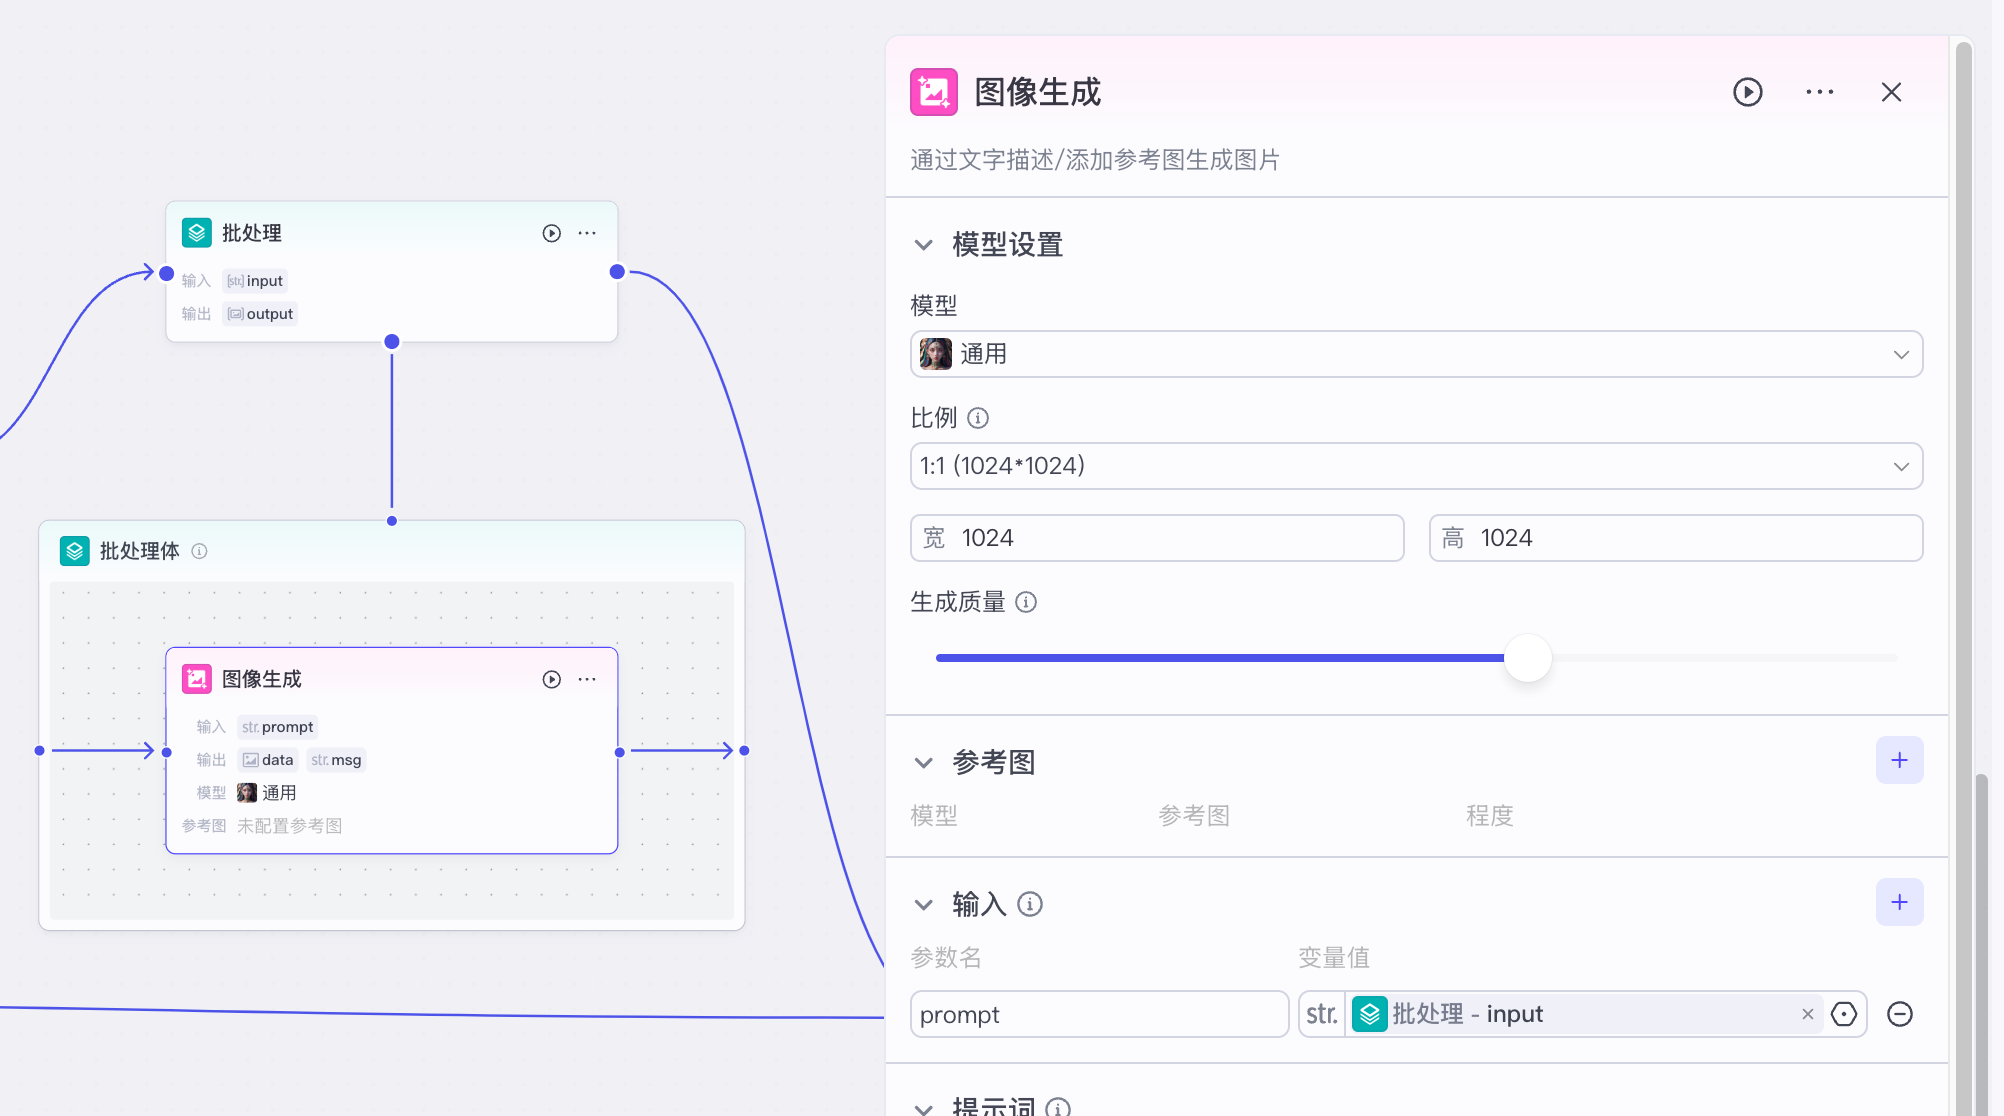 批处理
输入 [str.] input
输出 output
批处理体
图像生成
输入 str. prompt
输出 data str. msg
模型 通用
参考图 未配置参考图
图像生成
通过文字描述/添加参考图生成图片
模型设置
模型
通用
比例
1:1 (1024*1024)
宽 1024 高 1024
生成质量
参考图
模型 参考图 程度
输入
参数名 变量值
prompt str. 批处理 - input
提示词